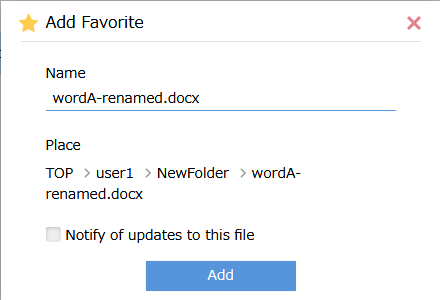 Add Favorite
Name
wordA-renamed.docx
Place
TOP > user1 > NewFolder > wordA-
renamed.docx
Notify of updates to this file
Add